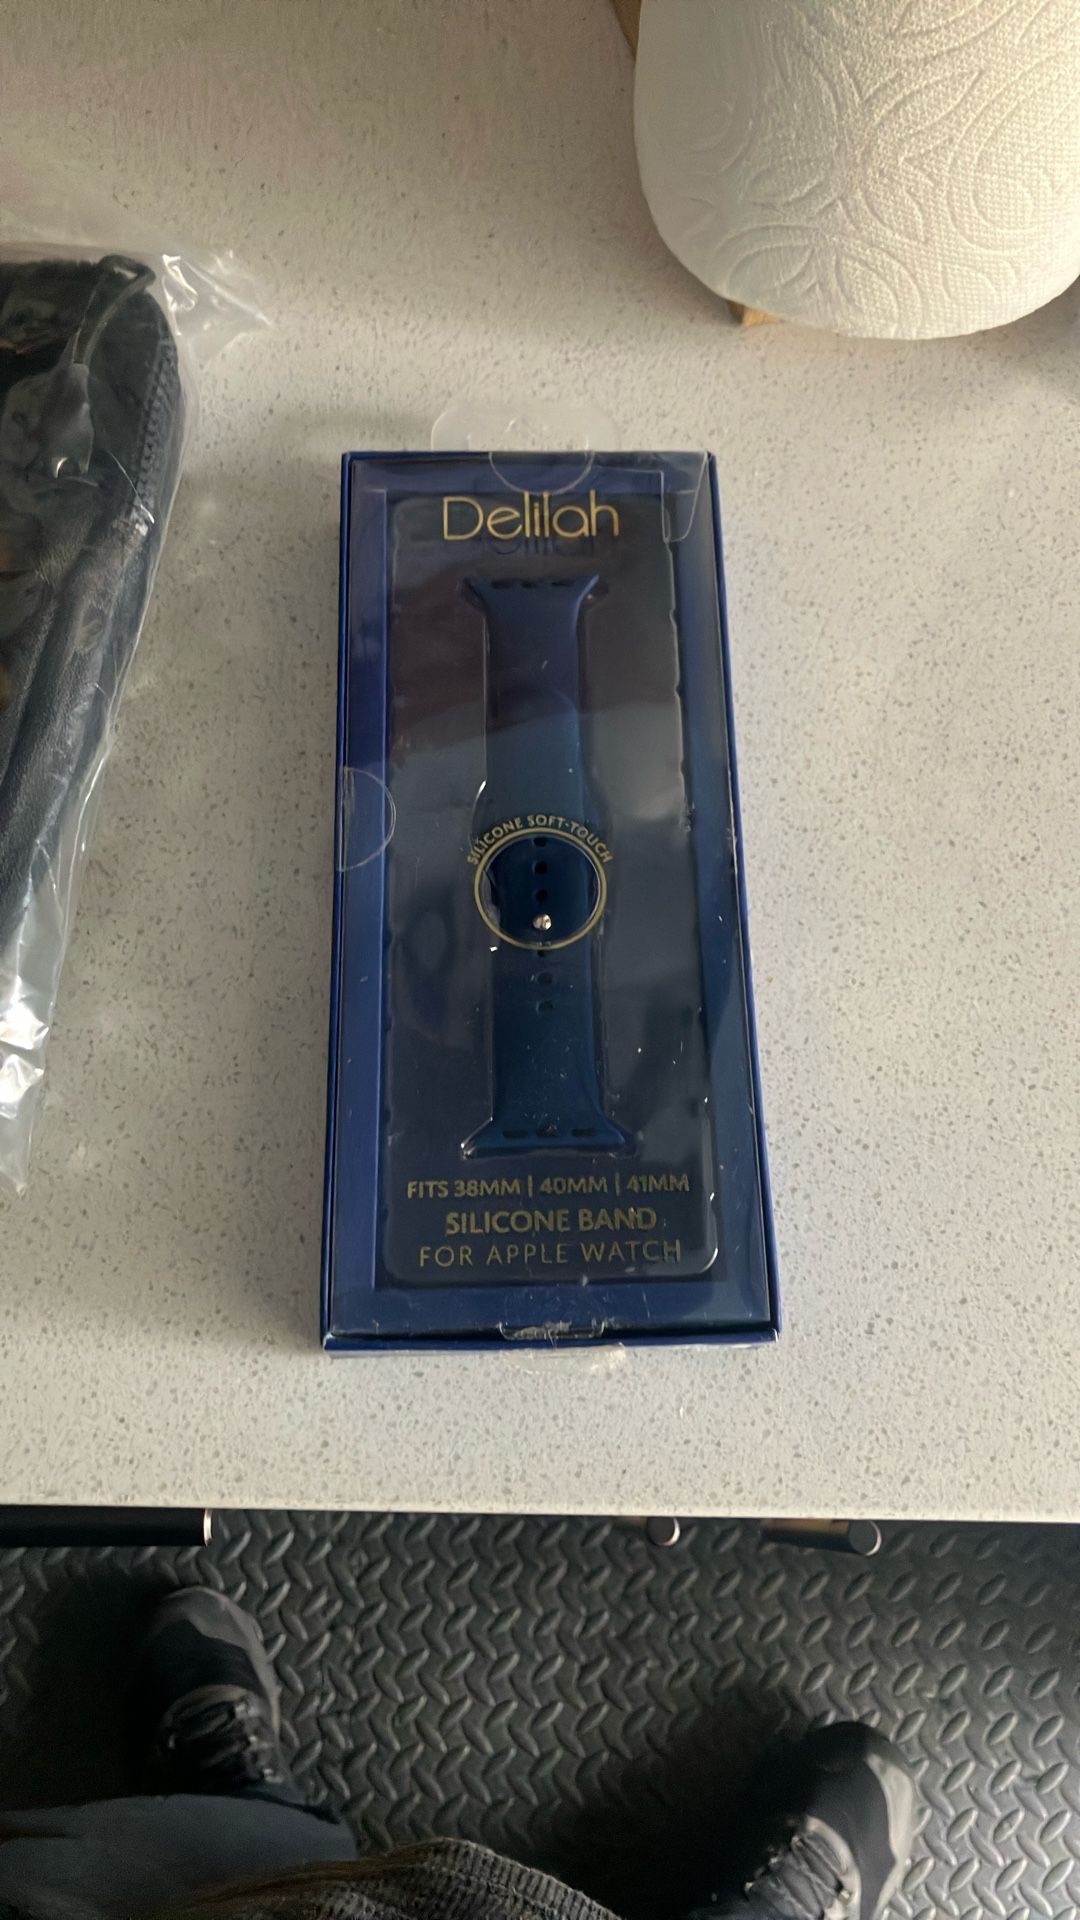 Delilah
SILICONE SOFT-TOUCH
FITS 38MM | 40MM | 41MM
SILICONE BAND
FOR APPLE WATCH